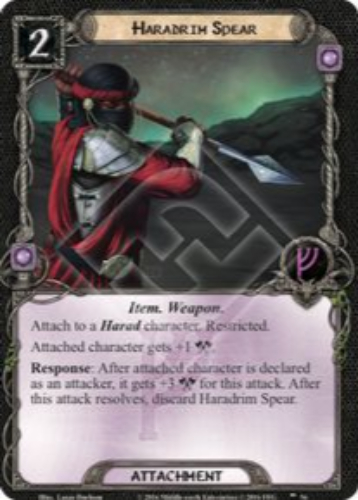 2
HARADRIM SPEAR
Item. Weapon.
Attach to a Harad character. Restricted.
Attached character gets +1 .
Response: After attached character is declared
as an attacker, it gets +3 for this attack. After
this attack resolves, discard Haradrim Spear.
ATTACHMENT